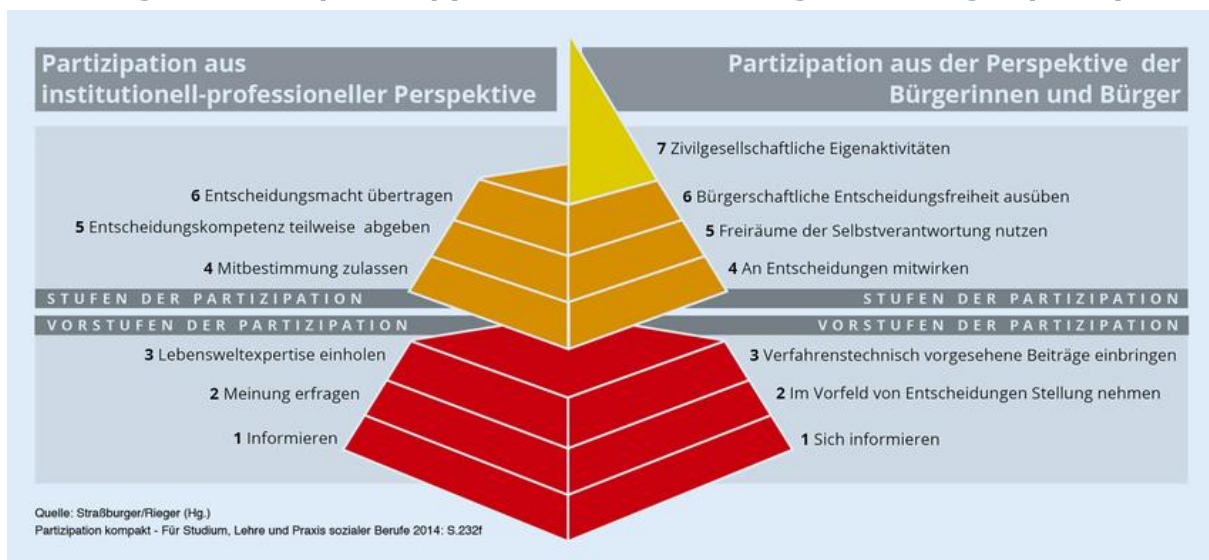 Partizipation aus
institutionell-professioneller Perspektive
Partizipation aus der Perspektive der
Bürgerinnen und Bürger
7 Zivilgesellschaftliche Eigenaktivitäten
6 Entscheidungsmacht übertragen
6 Bürgerschaftliche Entscheidungsfreiheit ausüben
5 Entscheidungskompetenz teilweise abgeben
5 Freiräume der Selbstverantwortung nutzen
4 Mitbestimmung zulassen
4 An Entscheidungen mitwirken
STUFEN DER PARTIZIPATION
STUFEN DER PARTIZIPATION
VORSTUFEN DER PARTIZIPATION
VORSTUFEN DER PARTIZIPATION
3 Lebensweltexpertise einholen
3 Verfahrenstechnisch vorgesehene Beiträge einbringen
2 Meinung erfragen
2 Im Vorfeld von Entscheidungen Stellung nehmen
1 Informieren
1 Sich informieren
Quelle: Straßburger/Rieger (Hg.)
Partizipation kompakt - Für Studium, Lehre und Praxis sozialer Berufe 2014: S.232f